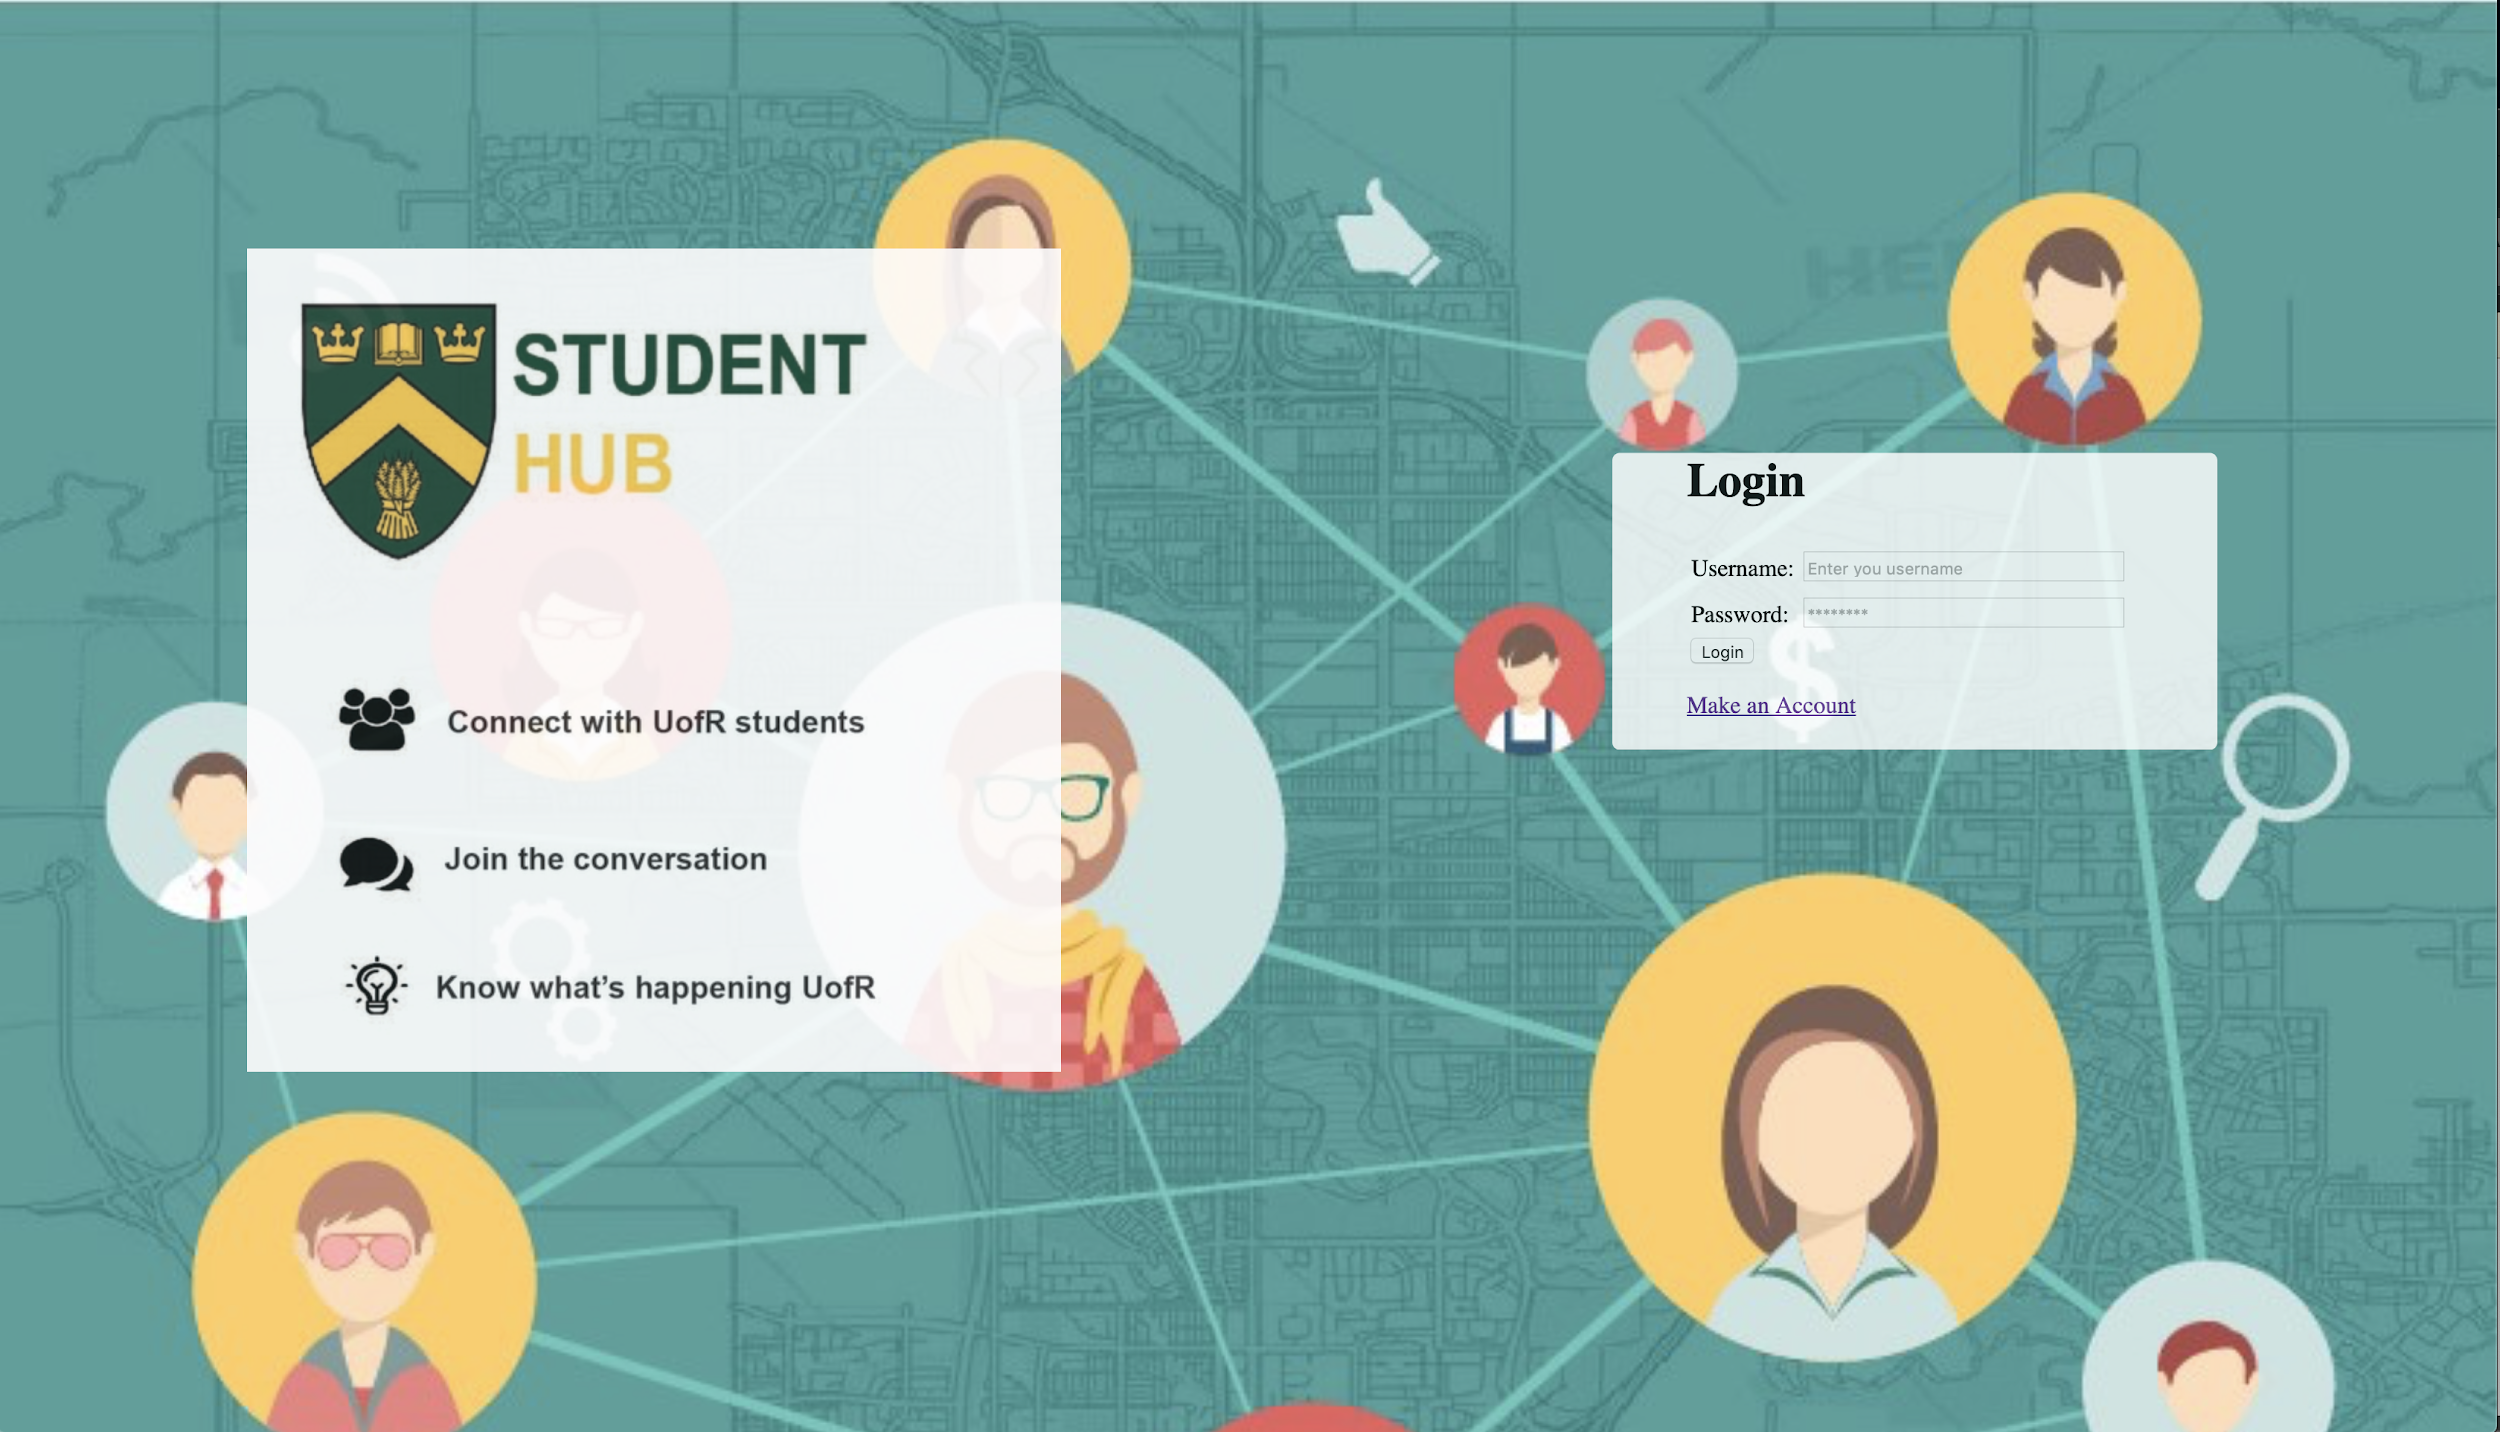 STUDENT
HUB
Connect with UofR students
Join the conversation
Know what’s happening UofR
Login
Username: Enter you username
Password: ********
Login
Make an Account